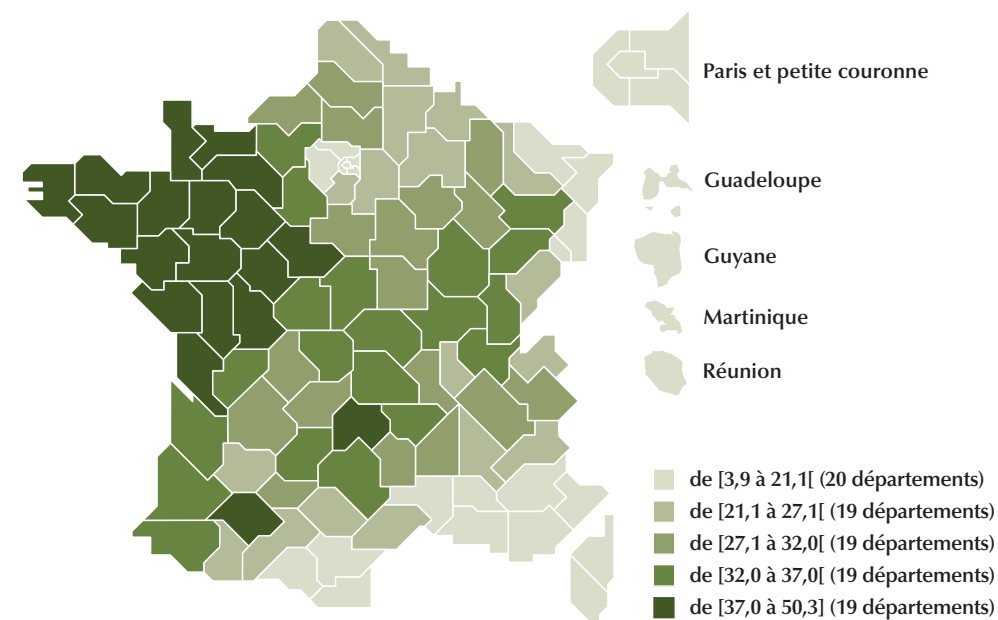 Paris et petite couronne
Guadeloupe
Guyane
Martinique
Réunion
de [3,9 à 21,1[ (20 départements)
de [21,1 à 27,1[ (19 départements)
de [27,1 à 32,0[ (19 départements)
de [32,0 à 37,0[ (19 départements)
de [37,0 à 50,3] (19 départements)